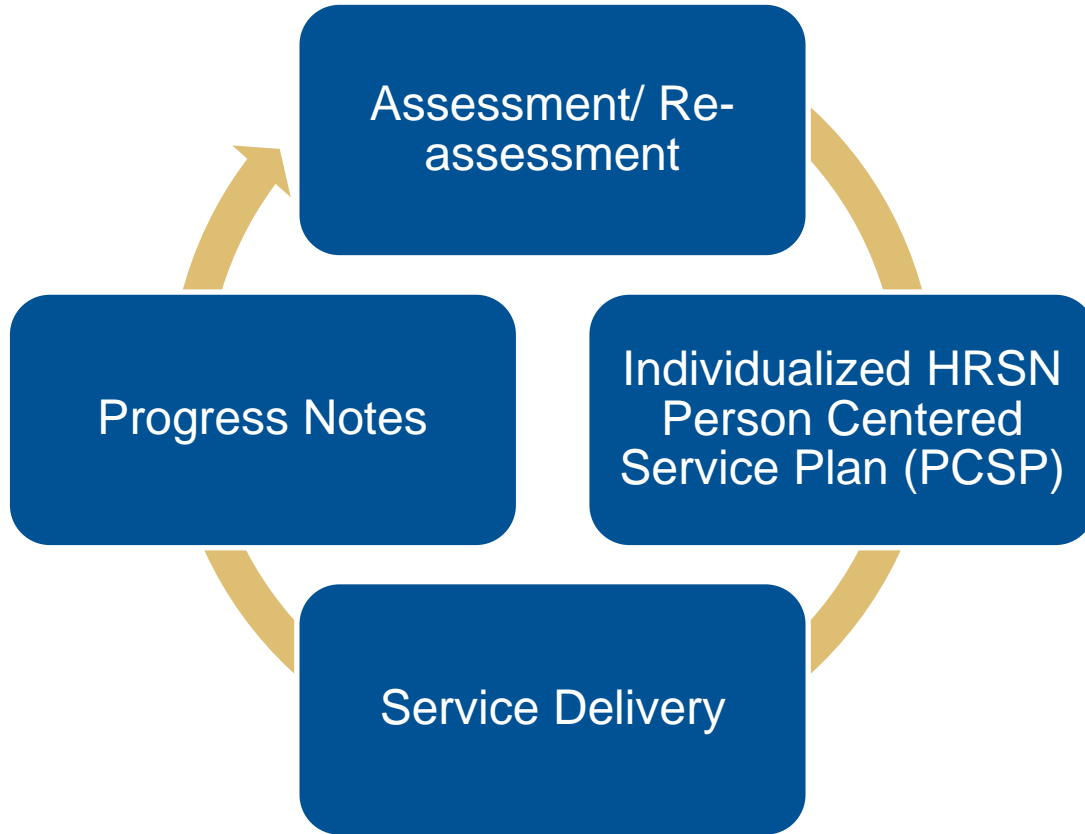 Assessment/ Re-
assessment
Individualized HRSN
Person Centered
Service Plan (PCSP)
Service Delivery
Progress Notes